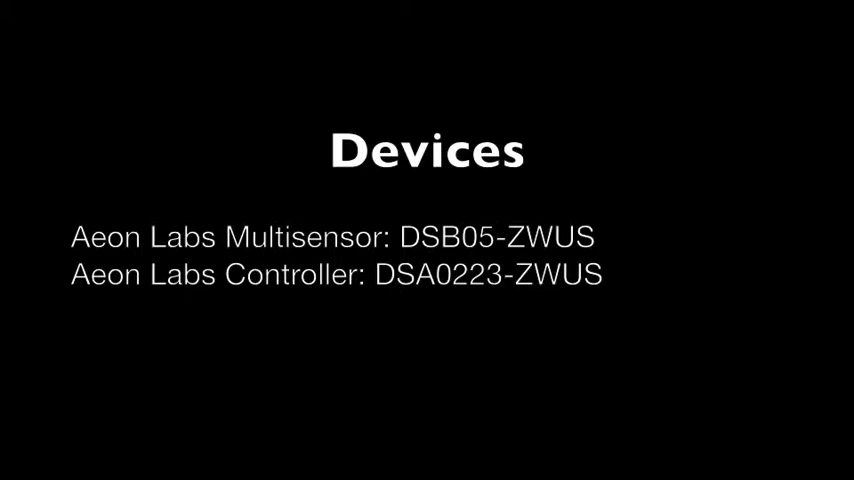 Devices
Aeon Labs Multisensor: DSB05-ZWUS
Aeon Labs Controller: DSA0223-ZWUS